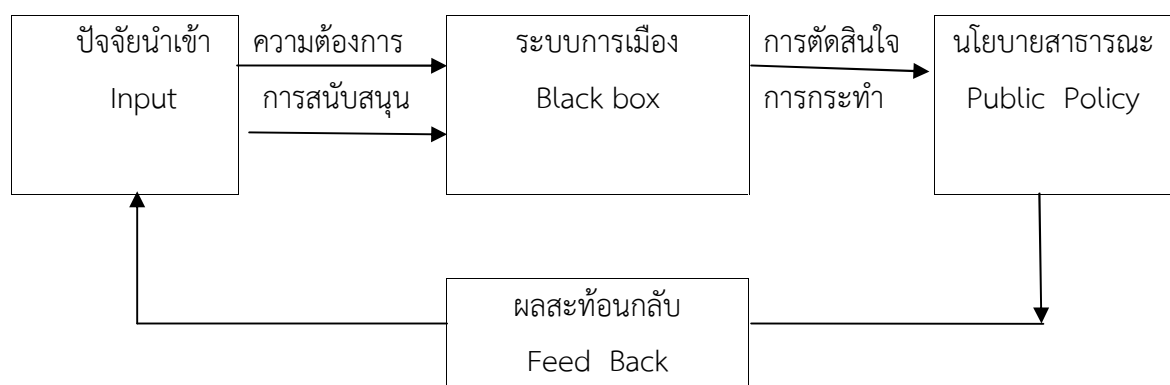 ปัจจัยนำเข้า
Input
ความต้องการ
การสนับสนุน
ระบบการเมือง
Black box
การตัดสินใจ
การกระทำ
นโยบายสาธารณะ
Public Policy
ผลสะท้อนกลับ
Feed Back